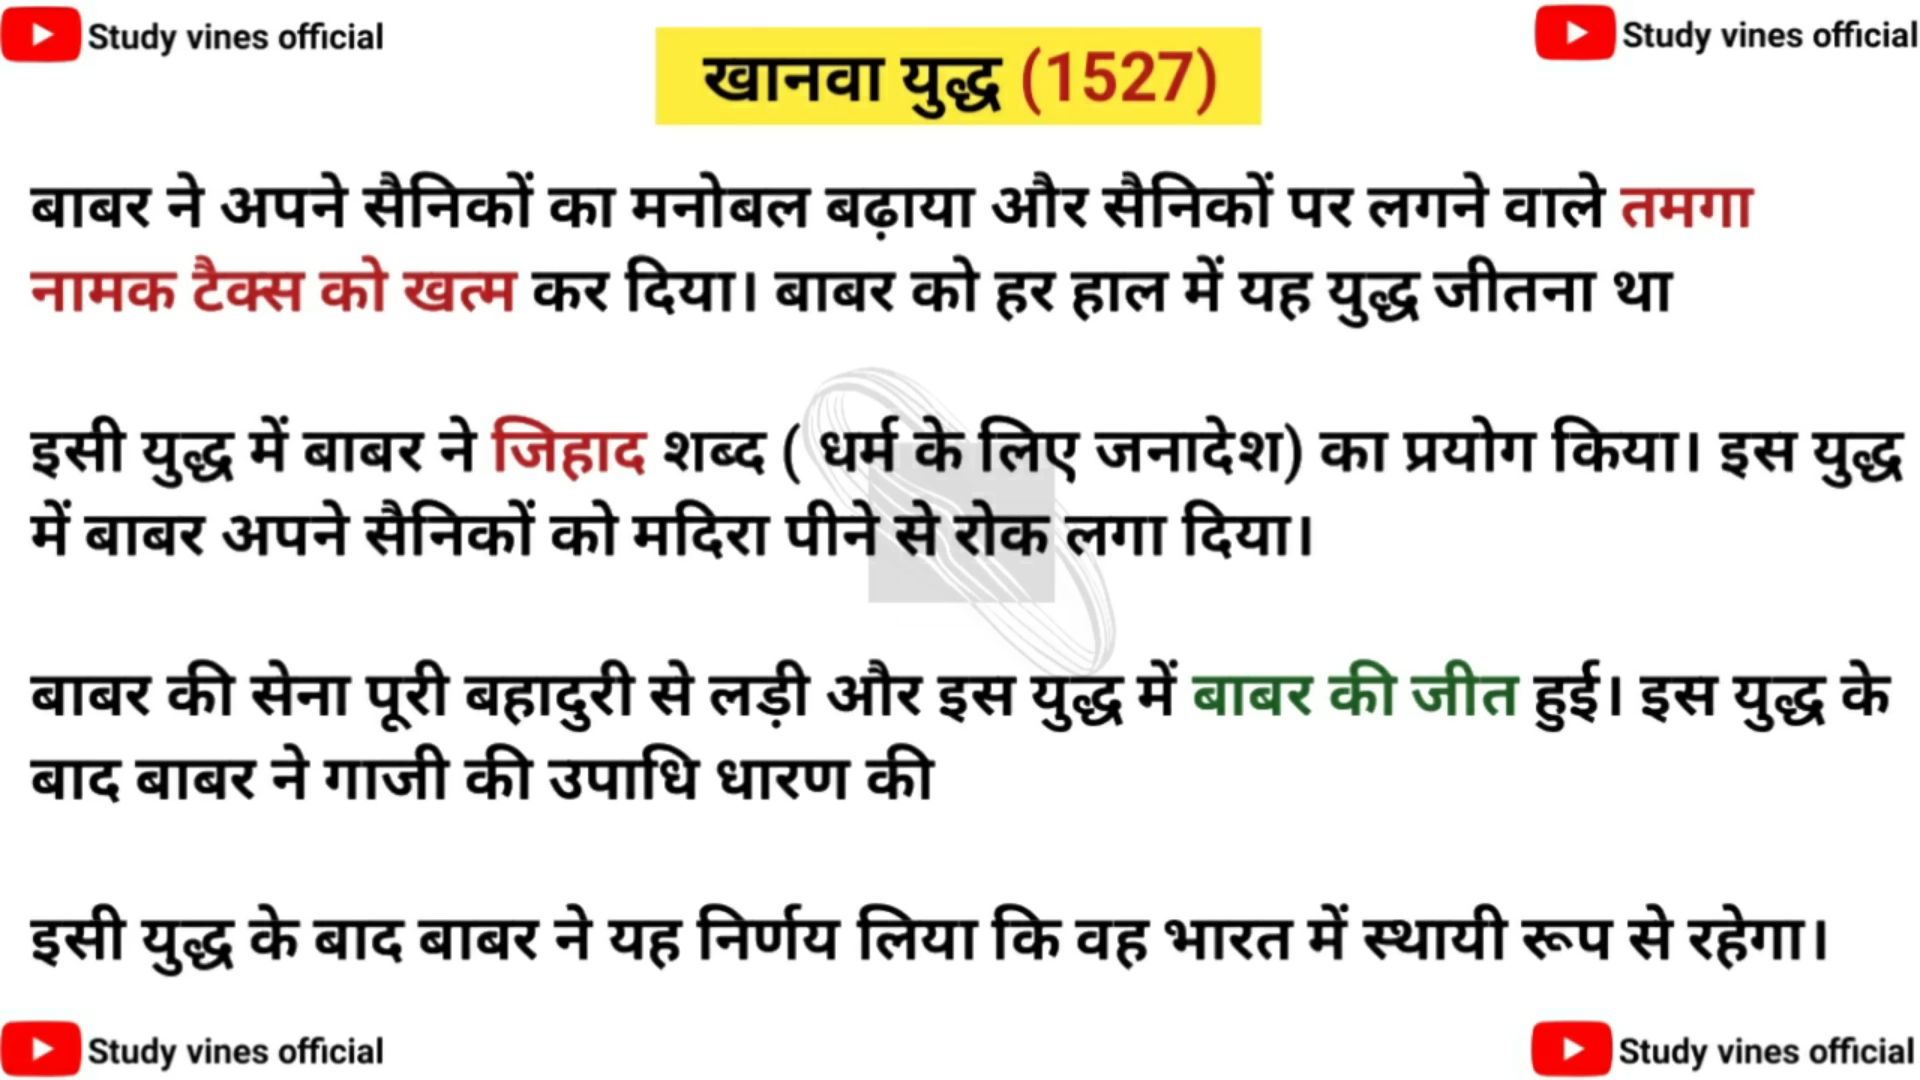 Study vines official
Study vines official
खानवा युद्ध (1527)
बाबर ने अपने सैनिकों का मनोबल बढ़ाया और सैनिकों पर लगने वाले तमगा
नामक टैक्स को खत्म कर दिया। बाबर को हर हाल में यह युद्ध जीतना था
इसी युद्ध में बाबर ने जिहाद शब्द ( धर्म के लिए जनादेश) का प्रयोग किया। इस युद्ध
में बाबर अपने सैनिकों को मदिरा पीने से रोक लगा दिया।
बाबर की सेना पूरी बहादुरी से लड़ी और इस युद्ध में बाबर की जीत हुई। इस युद्ध के
बाद बाबर ने गाजी की उपाधि धारण की
इसी युद्ध के बाद बाबर ने यह निर्णय लिया कि वह भारत में स्थायी रूप से रहेगा।
Study vines official
Study vines official